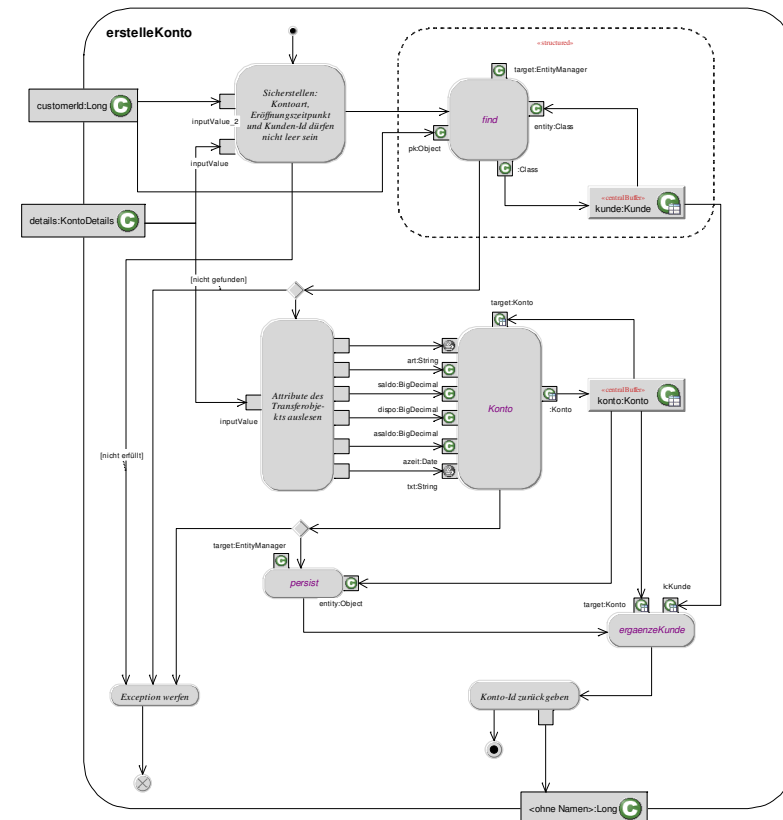 erstelleKonto
«structured»
target:EntityManager
customerId:Long
Sicherstellen:
Kontoart,
Eröffnungszeitpunkt
und Kunden-Id dürfen
nicht leer sein
find
inputValue_2
entity:Class
pk:Object
inputValue
:Class
«centralBuffer»
kunde:Kunde
details:KontoDetails
[nicht gefunden]
target:Konto
art:String
saldo:BigDecimal
dispo:BigDecimal
asaldo:BigDecimal
azeit:Date
txt:String
Attribute des
Transferobje-
kts auslesen
inputValue
Konto
:Konto
«centralBuffer»
konto:Konto
[nicht erfüllt]
target:EntityManager
persist
entity:Object
k:Kunde
target:Konto
ergaenzeKunde
Exception werfen
Konto-Id zurückgeben
<ohne Namen>:Long